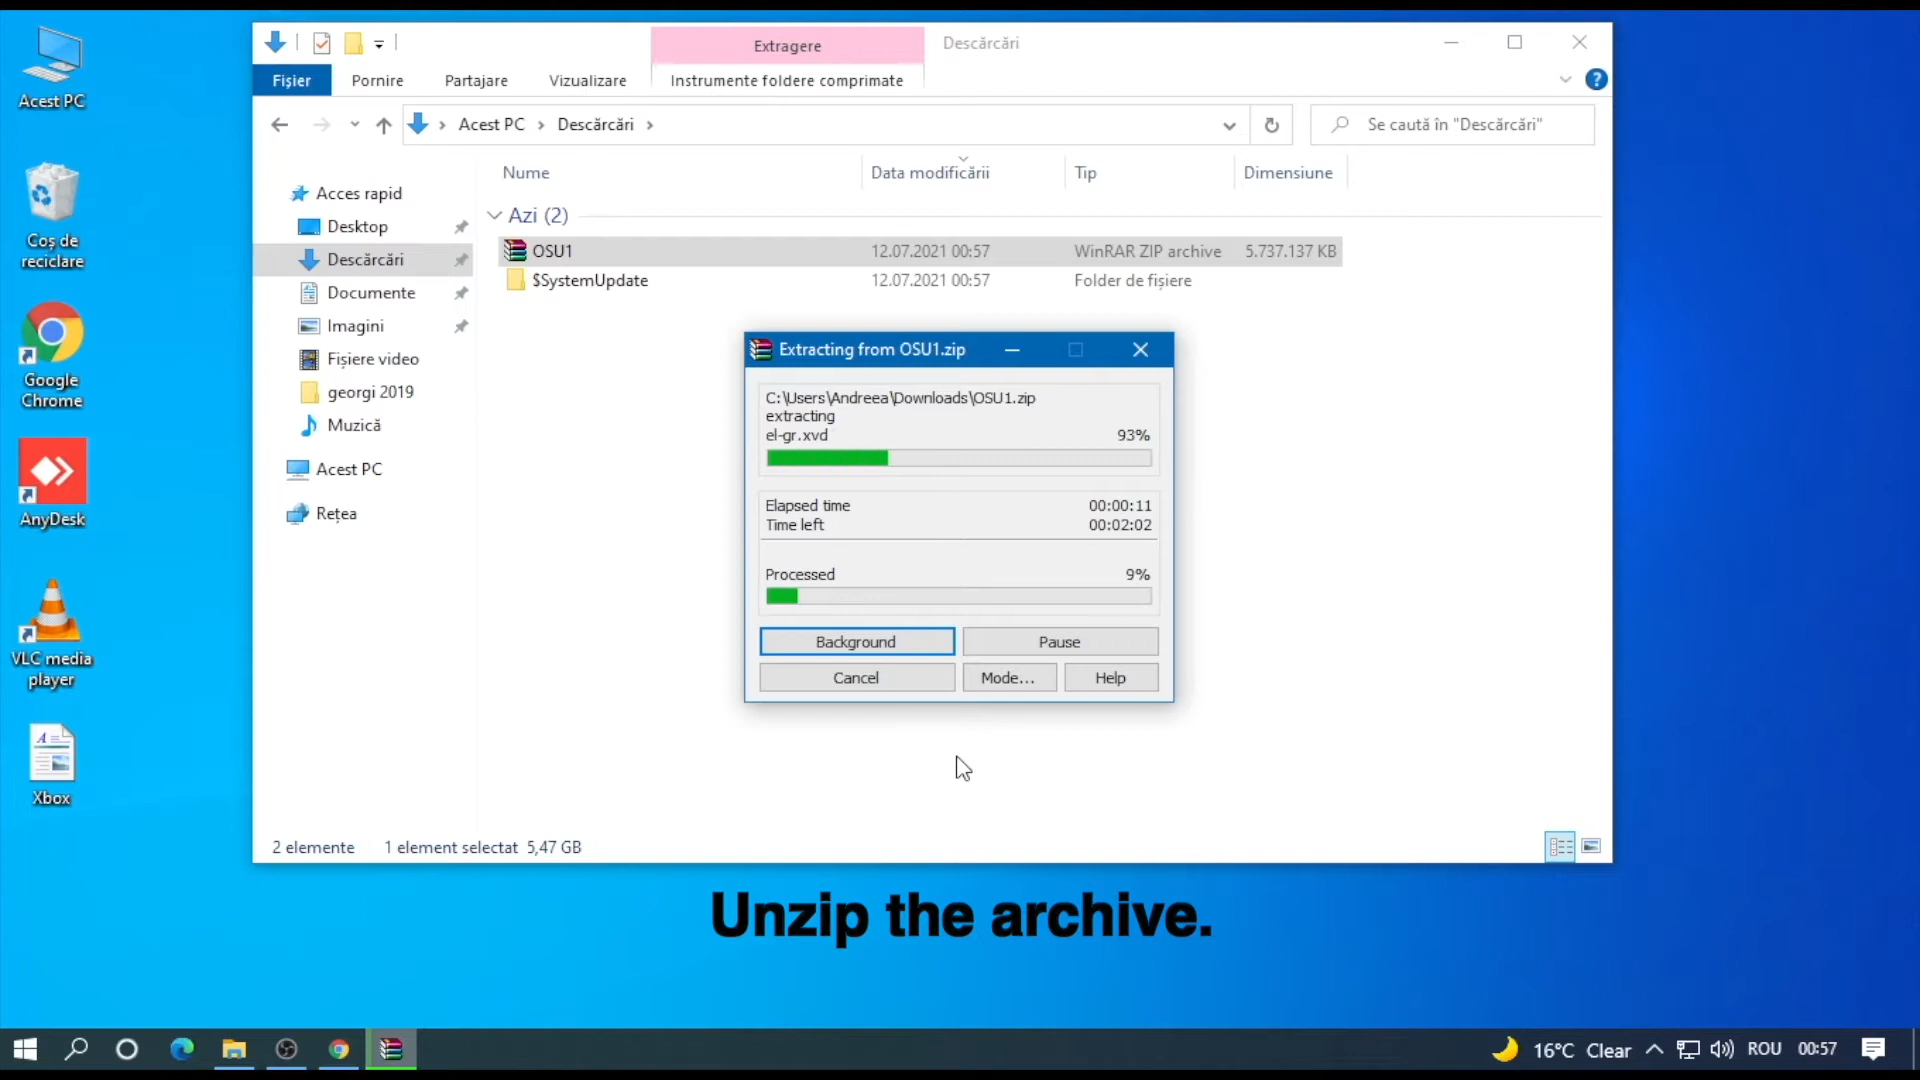 Acest PC
Coș de
reciclare
Google
Chrome
AnyDesk
VLC media
player
Xbox
Extragere
Descărcări
Fișier
Pornire
Partajare
Vizualizare
Instrumente foldere comprimate
?
Acest PC
Descărcări
Se caută în "Descărcări"
Nume
Data modificării
Tip
Dimensiune
Acces rapid
Desktop
Descărcări
Documente
Imagini
Fișiere video
georgi 2019
Muzică
Acest PC
Rețea
Azi (2)
OSU1 12.07.2021 00:57 WinRAR ZIP archive 5.737.137 KB
$SystemUpdate 12.07.2021 00:57 Folder de fișiere
Extracting from OSU1.zip
C:\Users\Andreea\Downloads\OSU1.zip
extracting
el-gr.xvd 93%
Elapsed time 00:00:11
Time left 00:02:02
Processed 9%
Background
Pause
Cancel
Mode...
Help
2 elemente 1 element selectat 5,47 GB
Unzip the archive.
16°C Clear ROU 00:57